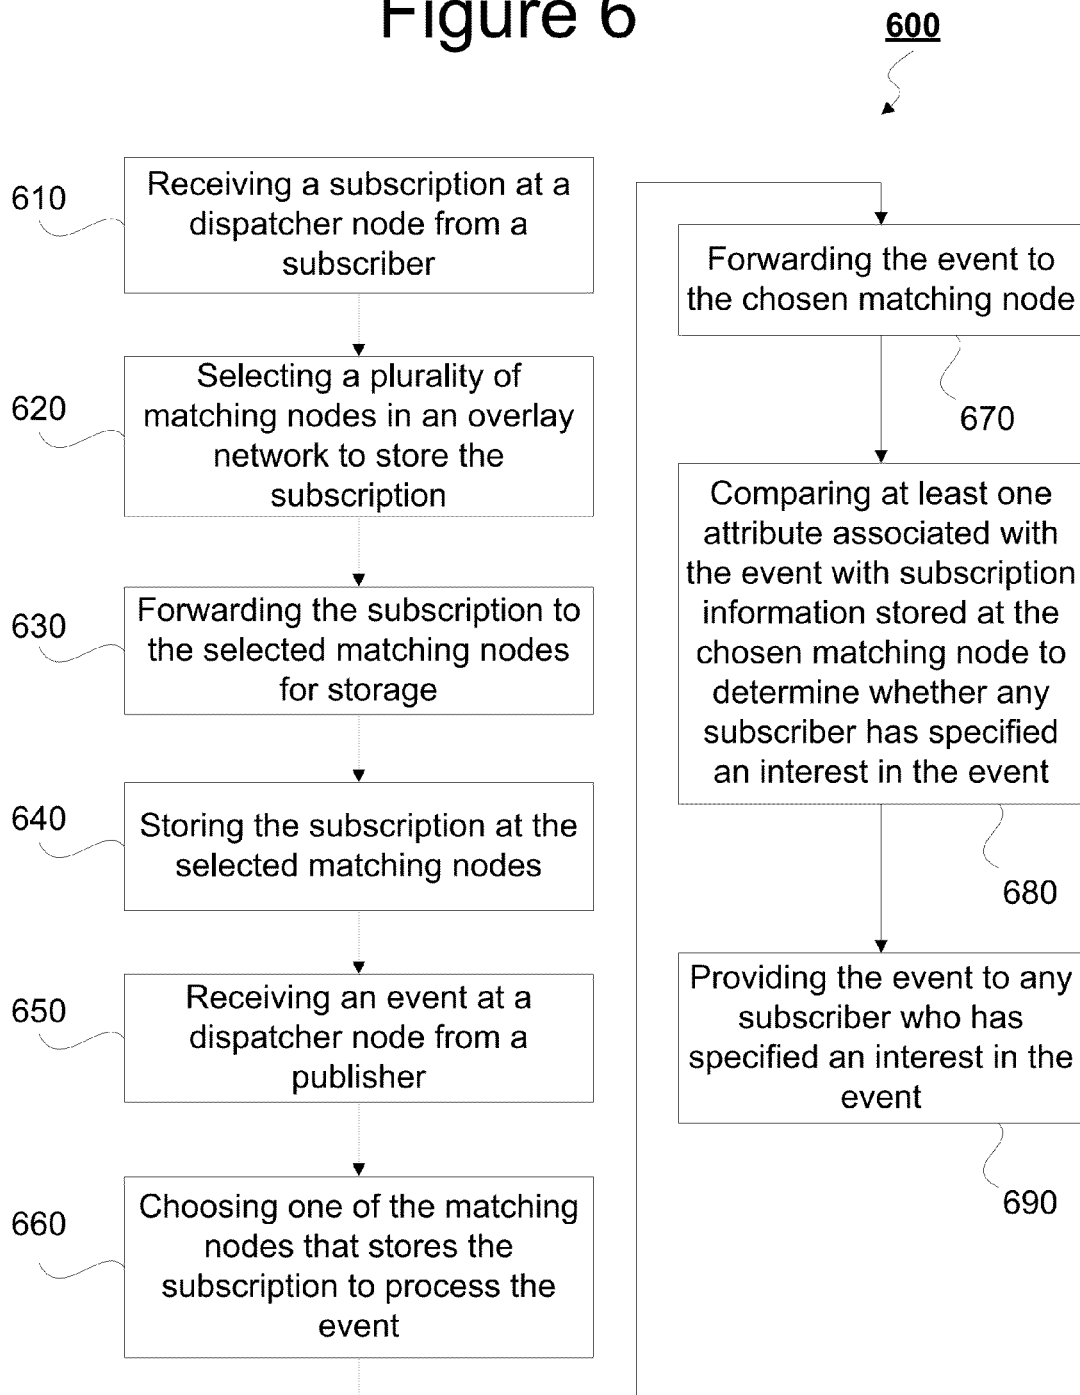 Figure 6
600
610
Receiving a subscription at a
dispatcher node from a
subscriber
620
Selecting a plurality of
matching nodes in an overlay
network to store the
subscription
630
Forwarding the subscription to
the selected matching nodes
for storage
640
Storing the subscription at the
selected matching nodes
650
Receiving an event at a
dispatcher node from a
publisher
660
Choosing one of the matching
nodes that stores the
subscription to process the
event
Forwarding the event to
the chosen matching node
670
Comparing at least one
attribute associated with
the event with subscription
information stored at the
chosen matching node to
determine whether any
subscriber has specified
an interest in the event
680
Providing the event to any
subscriber who has
specified an interest in the
event
690